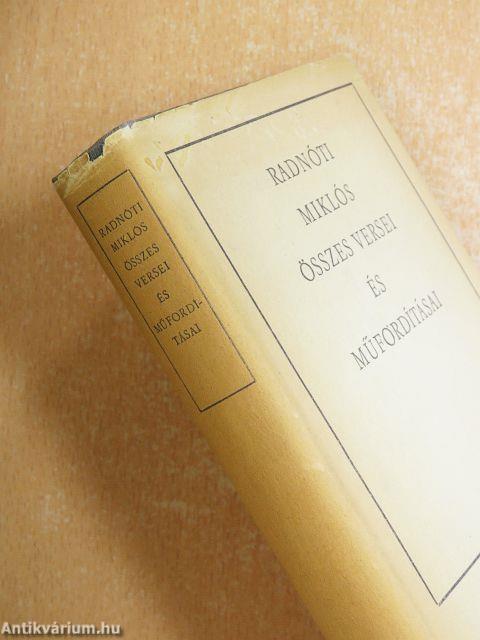 RADNÓTI
MIKLÓS
ÖSSZES
VERSEI
ÉS
MŰFORDÍ-
TÁSAI
RADNÓTI
MIKLÓS
ÖSSZES VERSEI
ÉS
MŰFORDÍTÁSAI
Antikvárium.hu